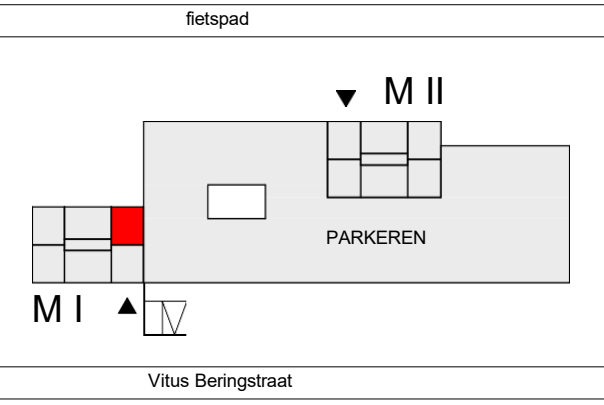 fietspad
M II
PARKEREN
M I
Vitus Beringstraat